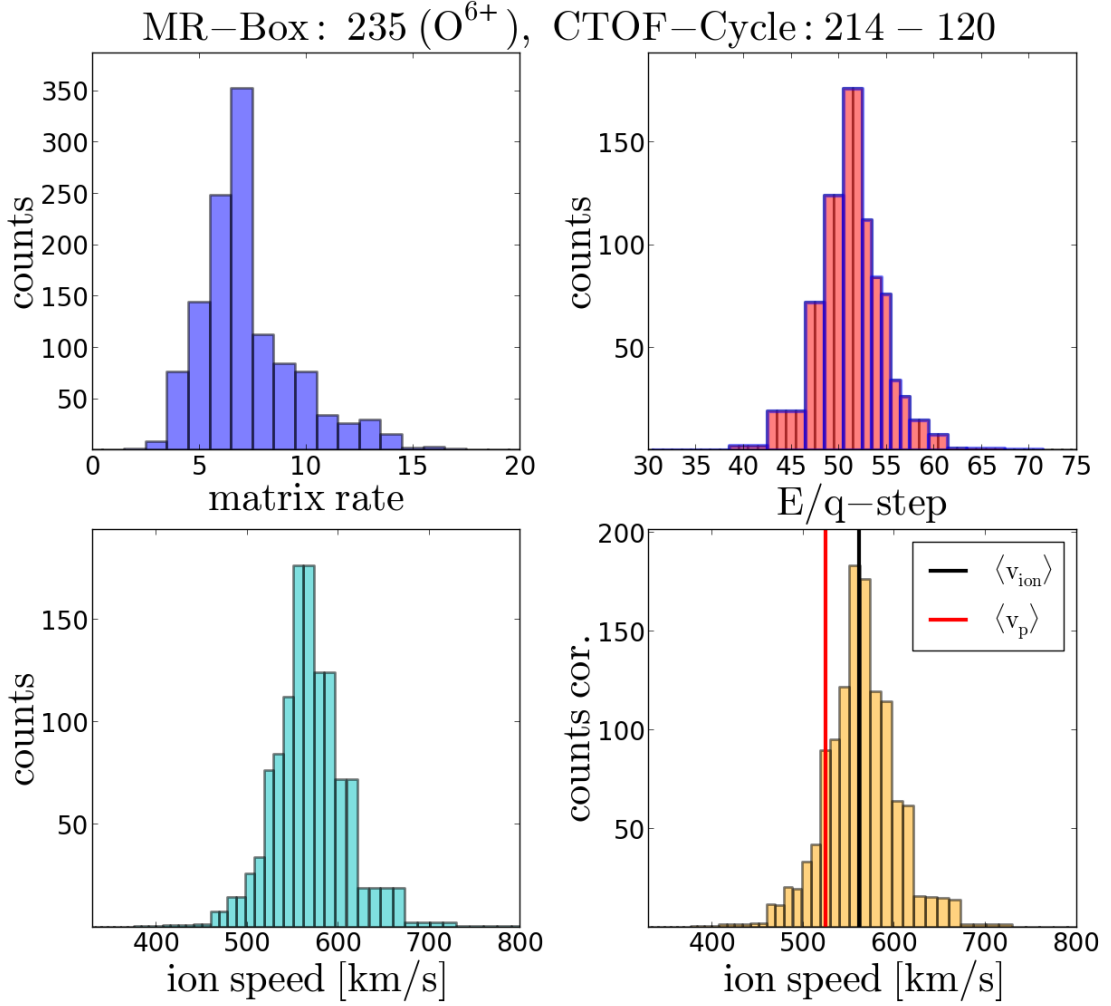 MR−Box: 235 (O⁶⁺), CTOF−Cycle: 214 − 120
counts
350
300
250
200
150
100
50
0 5 10 15 20
matrix rate
counts
150
100
50
30 35 40 45 50 55 60 65 70 75
E/q−step
counts
150
100
50
400 500 600 700 800
ion speed [km/s]
counts cor.
200
150
100
50
400 500 600 700 800
ion speed [km/s]
⟨v_ion⟩
⟨v_p⟩